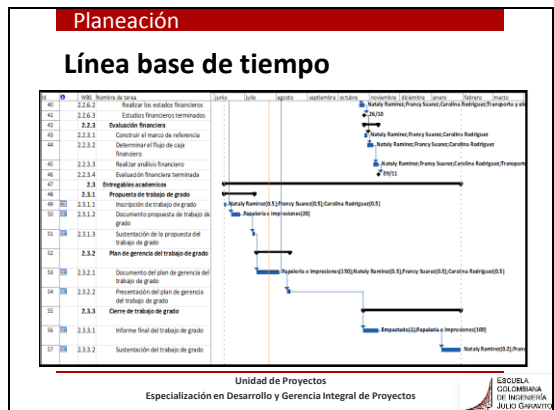 Planeación
Línea base de tiempo
Id WBS Nombre de tarea junio julio agosto septiembre octubre noviembre diciembre enero febrero marzo
40 2.2.6.2 Realizar los estados financieros Nataly Ramirez;Francy Suarez;Carolina Rodriguez;Transporte y ali
41 2.2.6.3 Estudios financieros terminados 26/10
42 2.2.3 Evaluación financiera
43 2.2.3.1 Construir el marco de referencia Nataly Ramirez;Francy Suarez;Carolina Rodriguez
44 2.2.3.2 Determinar el flujo de caja financiero Nataly Ramirez;Francy Suarez;Carolina Rodriguez
45 2.2.3.3 Realizar análisis financiero Nataly Ramirez;Francy Suarez;Carolina Rodriguez;Transport
46 2.2.3.4 Evaluación financiera terminada 09/11
47 2.3 Entregables academicos
48 2.3.1 Propuesta de trabajo de grado
49 2.3.1.1 Inscripción de trabajo de grado Nataly Ramirez[0.5];Francy Suarez[0.5];Carolina Rodriguez[0.5]
50 2.3.1.2 Documento propuesta de trabajo de grado Papelería e impresiones[20]
51 2.3.1.3 Sustentación de la propuesta del trabajo de grado
52 2.3.2 Plan de gerencia del trabajo de grado
53 2.3.2.1 Documento del plan de gerencia del trabajo de grado Papelería e impresiones[150];Nataly Ramirez[0.5];Francy Suarez[0.5];Carolina Rodriguez[0.5]
54 2.3.2.2 Presentación del plan de gerencia del trabajo de grado
55 2.3.3 Cierre de trabajo de grado
56 2.3.3.1 Informe final del trabajo de grado Empastado[1];Papelería e impresiones[100]
57 2.3.3.2 Sustentación del trabajo de grado Nataly Ramirez[0.2];Franc
Unidad de Proyectos
Especialización en Desarrollo y Gerencia Integral de Proyectos
ESCUELA
COLOMBIANA
DE INGENIERÍA
JULIO GARAVITO